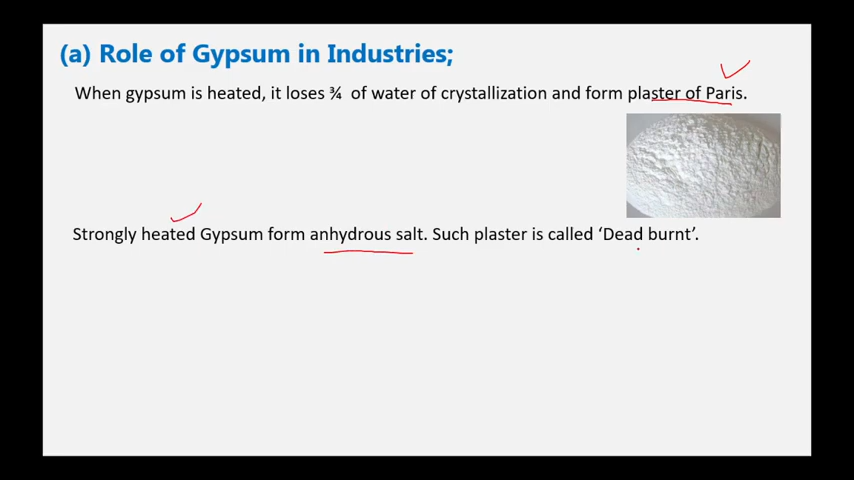 (a) Role of Gypsum in Industries;
When gypsum is heated, it loses ¾ of water of crystallization and form plaster of Paris.
Strongly heated Gypsum form anhydrous salt. Such plaster is called ‘Dead burnt’.